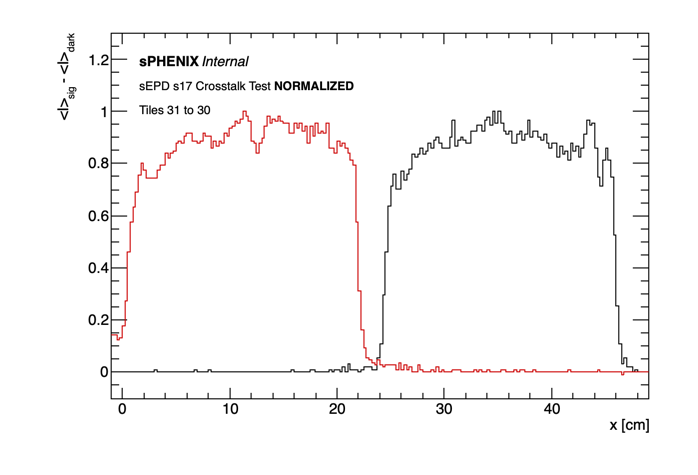 <I>sig - <I>dark
sPHENIX Internal
sEPD s17 Crosstalk Test NORMALIZED
Tiles 31 to 30
1.2
1
0.8
0.6
0.4
0.2
0
0 10 20 30 40
x [cm]